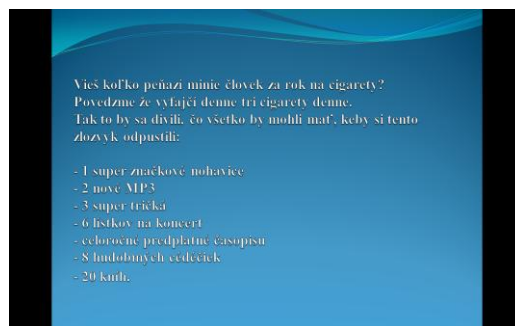 Vieš koľko peňazí minie človek za rok na cigarety?
Povedzme že vyfajčí denne tri cigarety denne.
Tak to by sa divili, čo všetko by mohli mať, keby si tento
zlozvyk odpustili:
- 1 super značkové nohavice
- 2 nové MP3
- 3 super tričká
- 6 lístkov na koncert
- celoročné predplatné časopisu
- 8 hudobných cédéčiek
- 20 kníh.